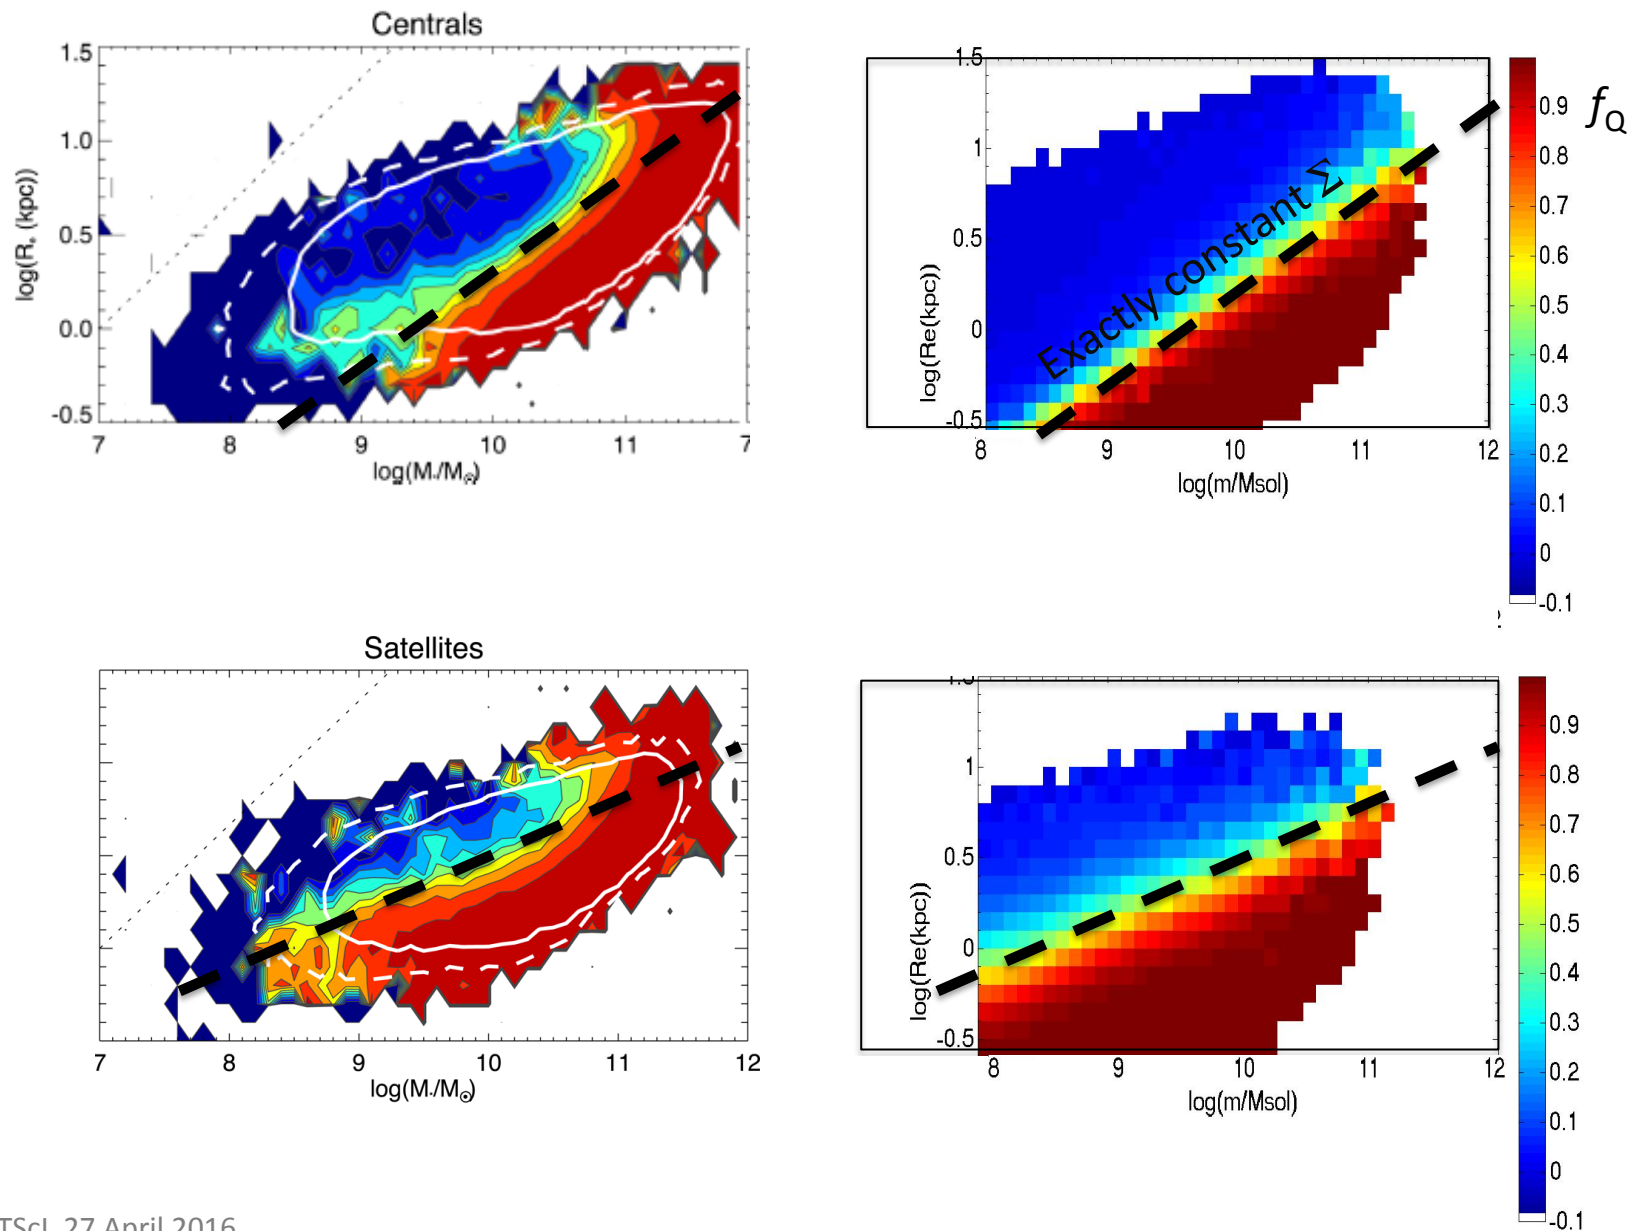 Centrals
1.5
1.0
0.5
0.0
-0.5
log(R* (kpc))
7 8 9 10 11 7
log(M*/M⊙)
1.5
1
0.5
0
-0.5
log(Re(kpc))
Exactly constant Σ
8 9 10 11 12
log(m/Msol)
fQ
0.9
0.8
0.7
0.6
0.5
0.4
0.3
0.2
0.1
0
-0.1
Satellites
7 8 9 10 11 12
log(M*/M⊙)
1
0.5
0
-0.5
log(Re(kpc))
8 9 10 11 12
log(m/Msol)
0.9
0.8
0.7
0.6
0.5
0.4
0.3
0.2
0.1
0
-0.1
27 April 2016